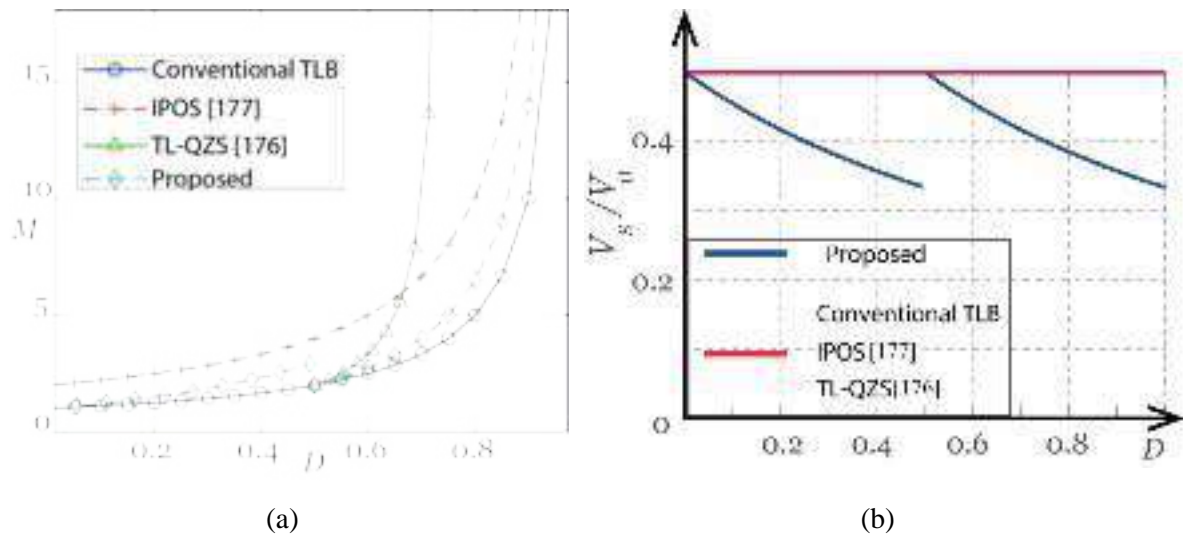 15
Conventional TLB
IPOS [177]
TL-QZS [176]
Proposed
10
M
5
0
0.2
0.4
D
0.6
0.8
(a)
V_s/V_u
0.4
0.2
0
Proposed
Conventional TLB
IPOS [177]
TL-QZS[176]
0.2
0.4
0.6
0.8
D
(b)